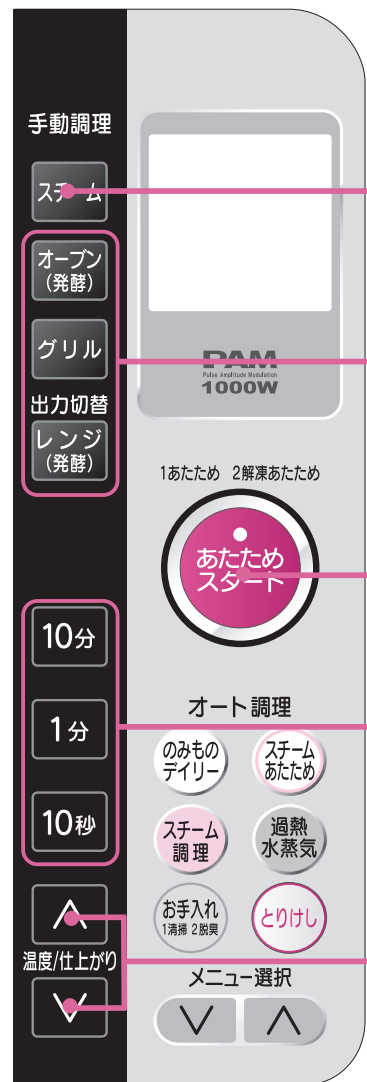 手動調理
スチーム
オーブン
(発酵)
グリル
出力切替
レンジ
(発酵)
10分
1分
10秒
温度/仕上がり
PAM
Pulse Amplitude Modulation
1000W
1あたため 2解凍あたため
あたため
スタート
オート調理
のみもの
デイリー
スチーム
あたため
スチーム
調理
過熱
水蒸気
お手入れ
1清掃 2脱臭
とりけし
メニュー選択